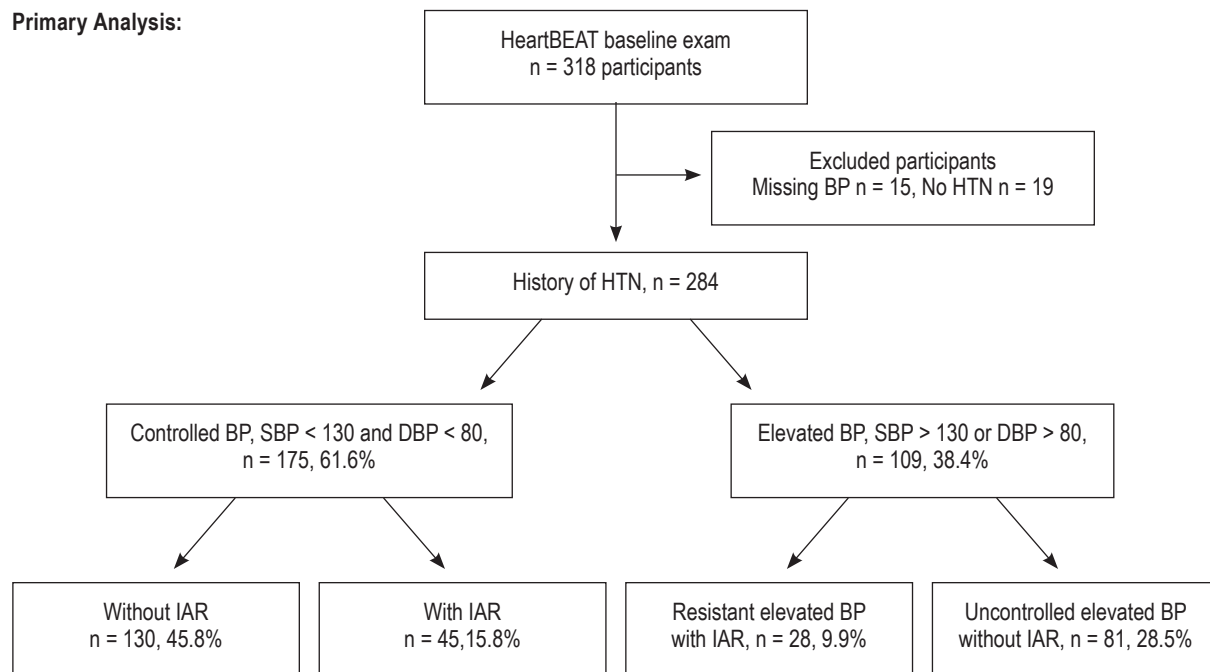 Primary Analysis:
HeartBEAT baseline exam
n = 318 participants
Excluded participants
Missing BP n = 15, No HTN n = 19
History of HTN, n = 284
Controlled BP, SBP < 130 and DBP < 80,
n = 175, 61.6%
Elevated BP, SBP > 130 or DBP > 80,
n = 109, 38.4%
Without IAR
n = 130, 45.8%
With IAR
n = 45,15.8%
Resistant elevated BP
with IAR, n = 28, 9.9%
Uncontrolled elevated BP
without IAR, n = 81, 28.5%